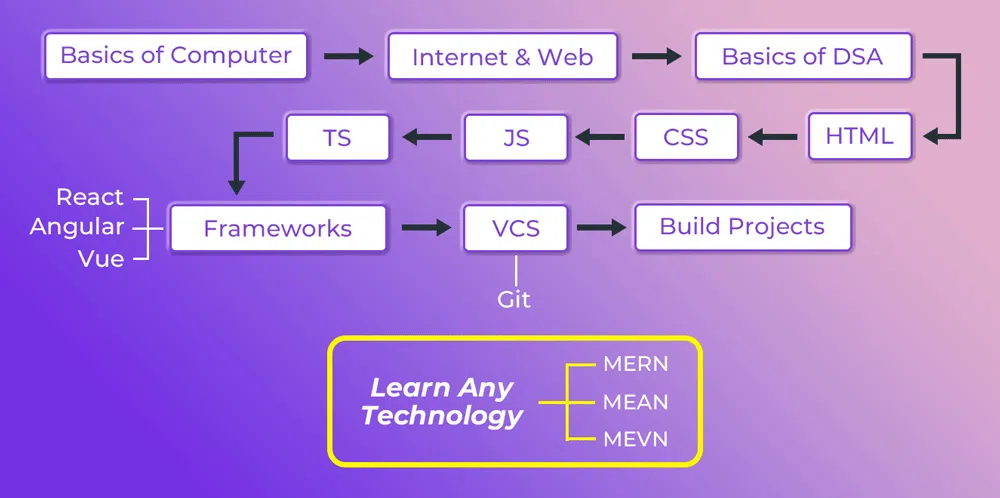 Basics of Computer
Internet & Web
Basics of DSA
HTML
CSS
JS
TS
Frameworks
React
Angular
Vue
VCS
Git
Build Projects
Learn Any
Technology
MERN
MEAN
MEVN